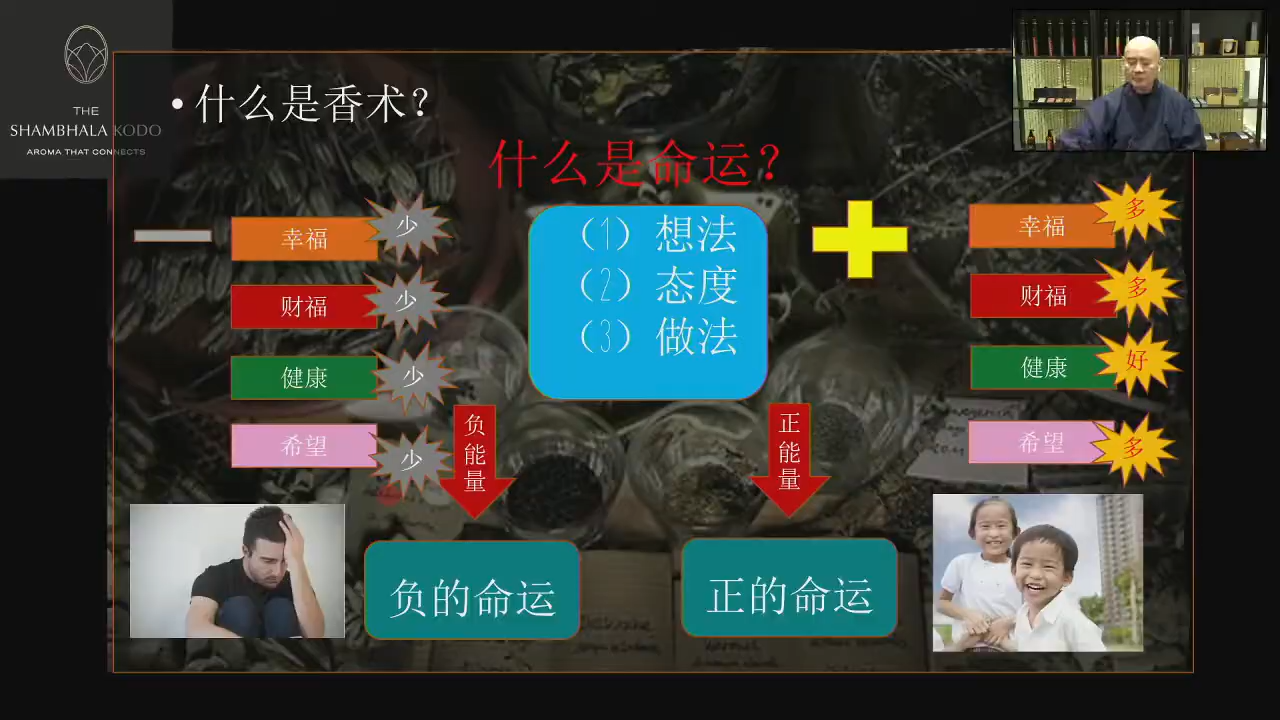 THE
SHAMBHALA KODO
AROMA THAT CONNECTS
•什么是香术？
什么是命运？
幸福 少
财福 少
健康 少
希望 少
（1）想法
（2）态度
（3）做法
幸福 多
财福 多
健康 好
希望 多
负能量
正能量
负的命运
正的命运